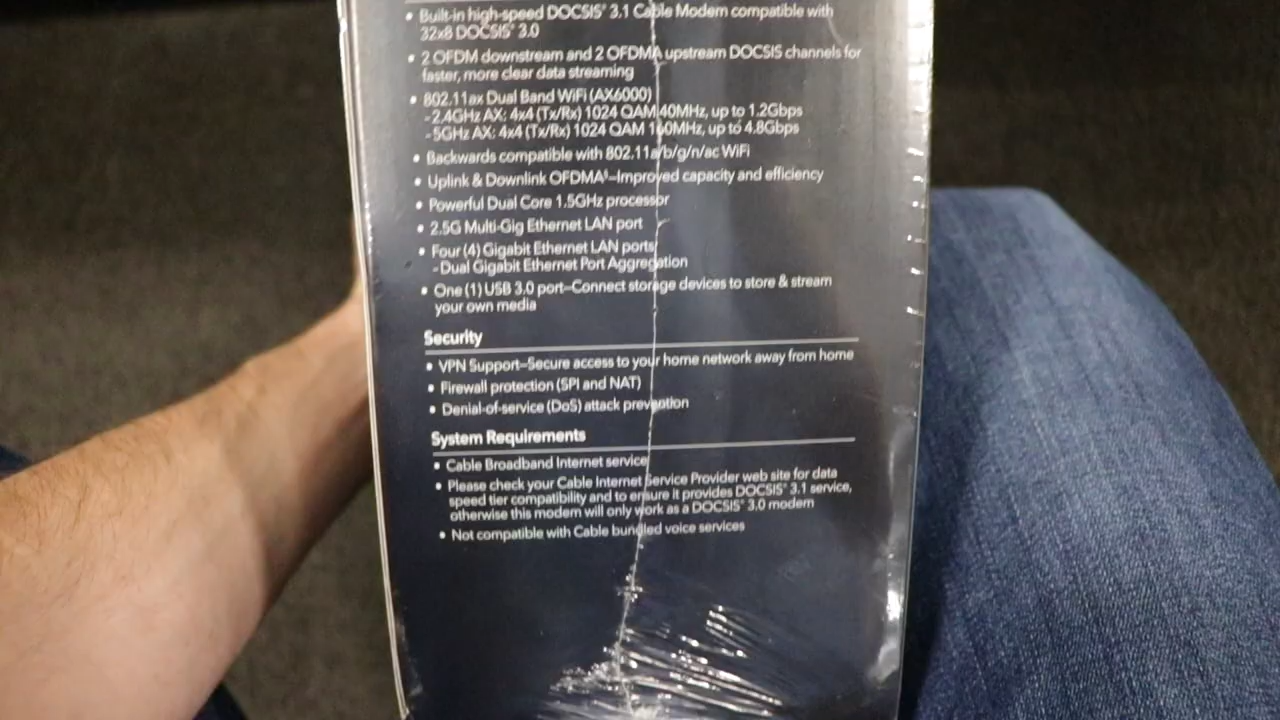 • Built-in high-speed DOCSIS® 3.1 Cable Modem compatible with
32x8 DOCSIS® 3.0
• 2 OFDM downstream and 2 OFDMA upstream DOCSIS channels for
faster, more clear data streaming
• 802.11ax Dual Band WiFi (AX6000)
-2.4GHz AX: 4x4 (Tx/Rx) 1024 QAM 40MHz, up to 1.2Gbps
-5GHz AX: 4x4 (Tx/Rx) 1024 QAM 160MHz, up to 4.8Gbps
• Backwards compatible with 802.11a/b/g/n/ac WiFi
• Uplink & Downlink OFDMA§–Improved capacity and efficiency
• Powerful Dual Core 1.5GHz processor
• 2.5G Multi-Gig Ethernet LAN port
• Four (4) Gigabit Ethernet LAN ports
-Dual Gigabit Ethernet Port Aggregation
• One (1) USB 3.0 port–Connect storage devices to store & stream
your own media
Security
• VPN Support–Secure access to your home network away from home
• Firewall protection (SPI and NAT)
• Denial-of-service (DoS) attack prevention
System Requirements
• Cable Broadband Internet service
• Please check your Cable Internet Service Provider web site for data
speed tier compatibility and to ensure it provides DOCSIS® 3.1 service,
otherwise this modem will only work as a DOCSIS® 3.0 modem
• Not compatible with Cable bundled voice services